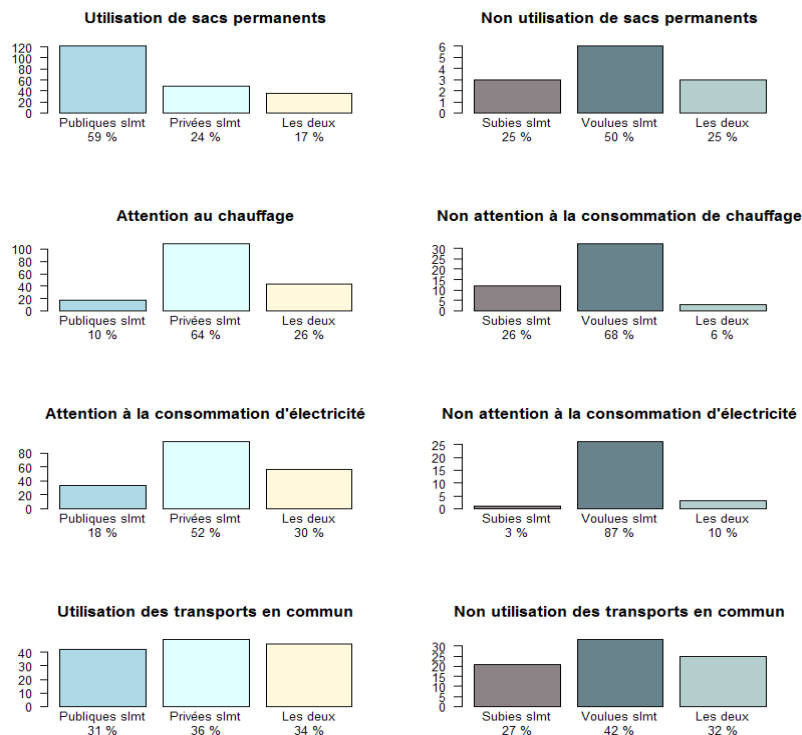 Utilisation de sacs permanents
120
100
80
60
40
20
0
Publiques slmt Privées slmt Les deux
59 % 24 % 17 %
Non utilisation de sacs permanents
6
5
4
3
2
1
0
Subies slmt Voulues slmt Les deux
25 % 50 % 25 %
Attention au chauffage
100
80
60
40
20
0
Publiques slmt Privées slmt Les deux
10 % 64 % 26 %
Non attention à la consommation de chauffage
30
25
20
15
10
5
0
Subies slmt Voulues slmt Les deux
26 % 68 % 6 %
Attention à la consommation d'électricité
80
60
40
20
0
Publiques slmt Privées slmt Les deux
18 % 52 % 30 %
Non attention à la consommation d'électricité
25
20
15
10
5
0
Subies slmt Voulues slmt Les deux
3 % 87 % 10 %
Utilisation des transports en commun
40
30
20
10
0
Publiques slmt Privées slmt Les deux
31 % 36 % 34 %
Non utilisation des transports en commun
30
25
20
15
10
5
0
Subies slmt Voulues slmt Les deux
27 % 42 % 32 %